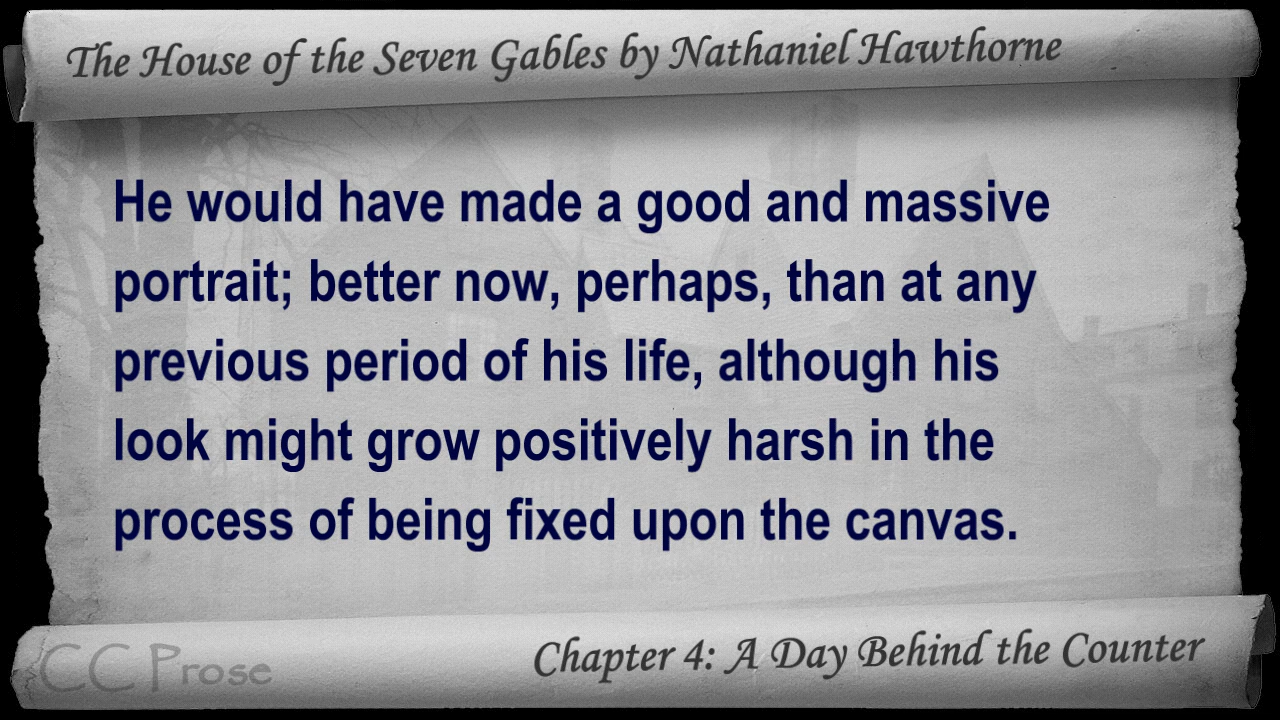 The House of the Seven Gables by Nathaniel Hawthorne
He would have made a good and massive
portrait; better now, perhaps, than at any
previous period of his life, although his
look might grow positively harsh in the
process of being fixed upon the canvas.
CC Prose
Chapter 4: A Day Behind the Counter